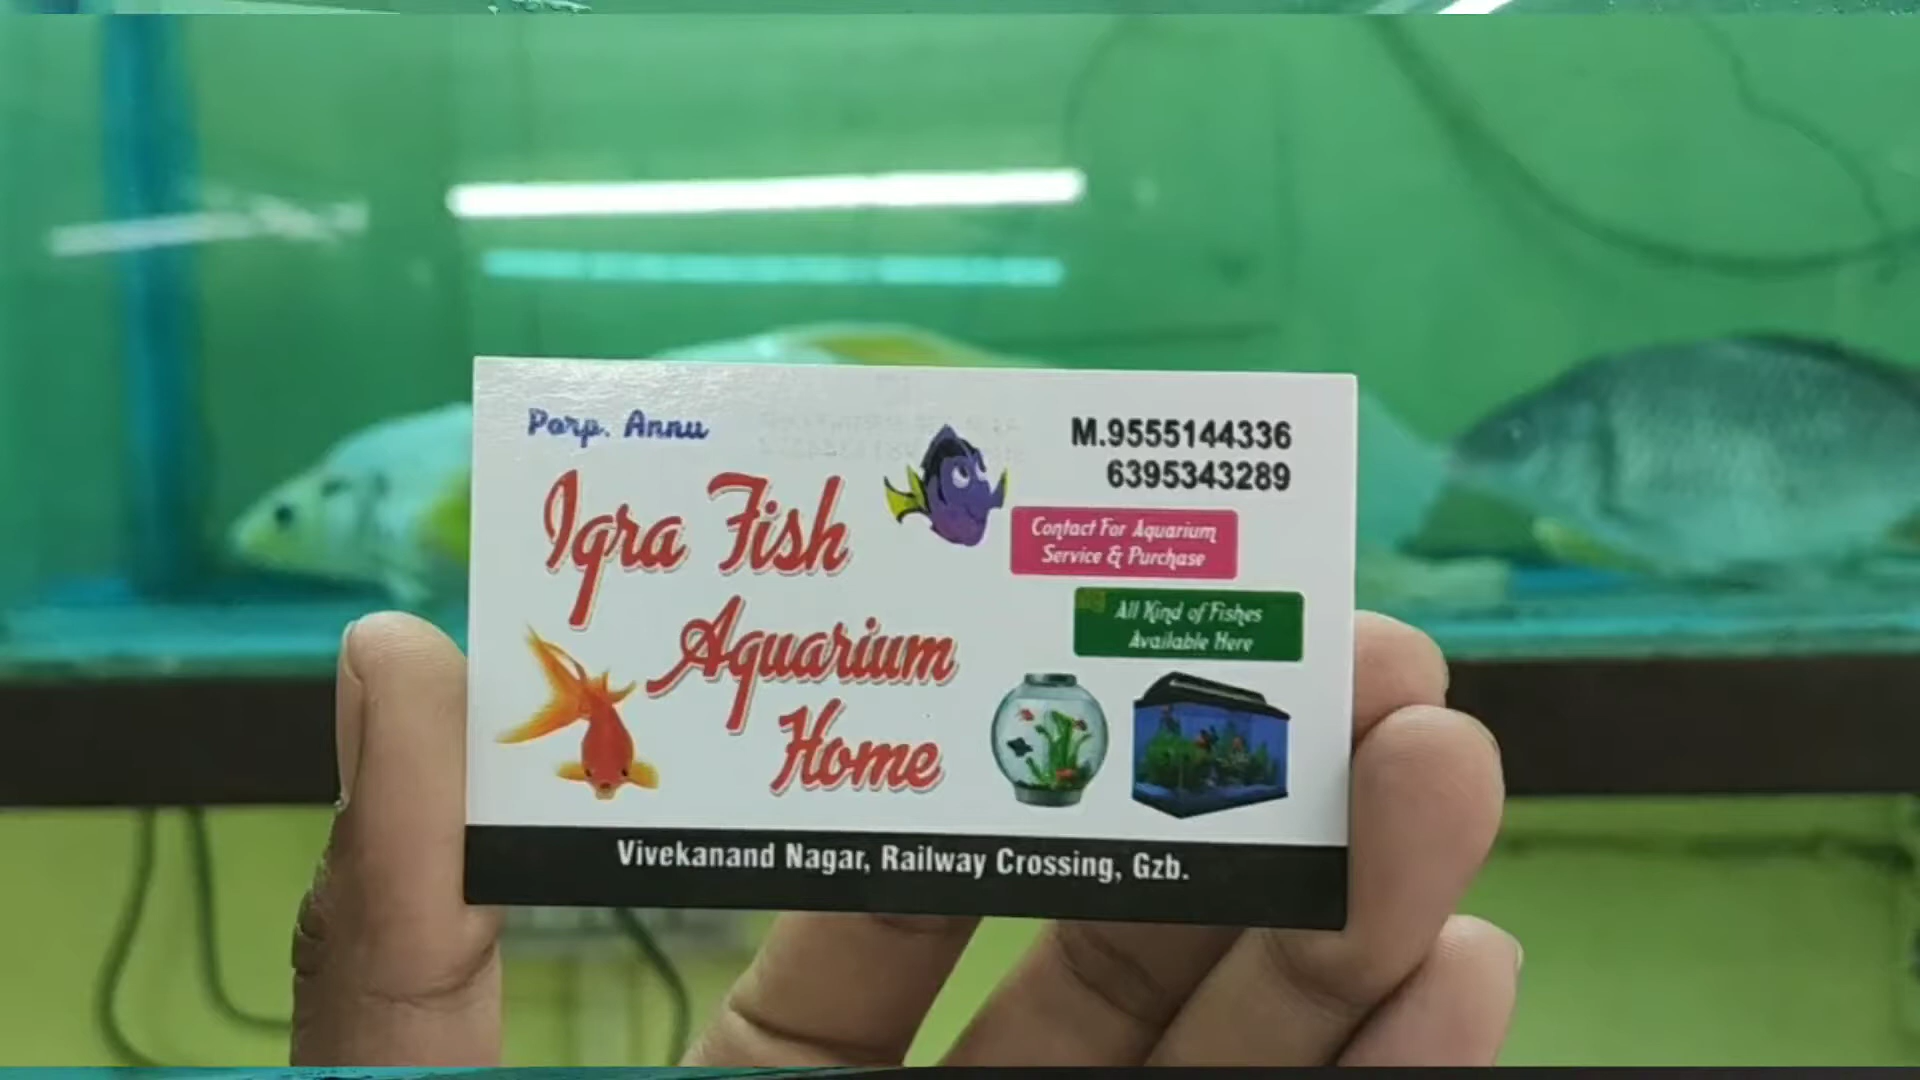 Porp. Annu
M.9555144336
6395343289
Iqra Fish
Aquarium
Home
Contact For Aquarium
Service & Purchase
All Kind of Fishes
Available Here
Vivekanand Nagar, Railway Crossing, Gzb.